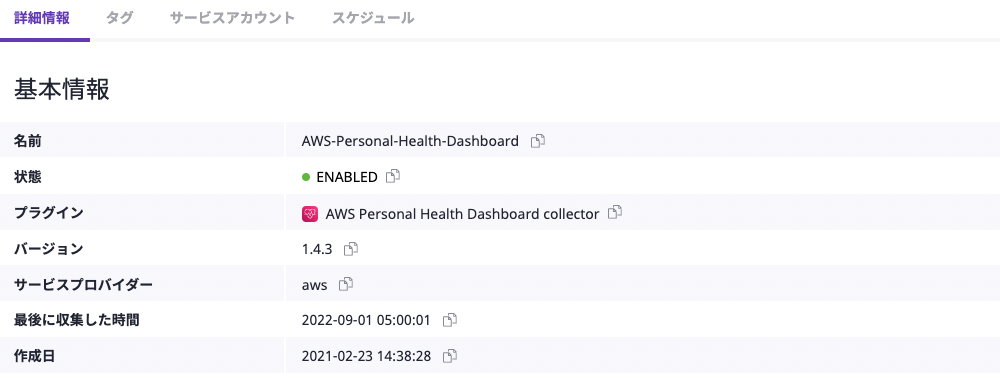 詳細情報 タグ サービスアカウント スケジュール
基本情報
名前 AWS-Personal-Health-Dashboard
状態 ENABLED
プラグイン AWS Personal Health Dashboard collector
バージョン 1.4.3
サービスプロバイダー aws
最後に収集した時間 2022-09-01 05:00:01
作成日 2021-02-23 14:38:28